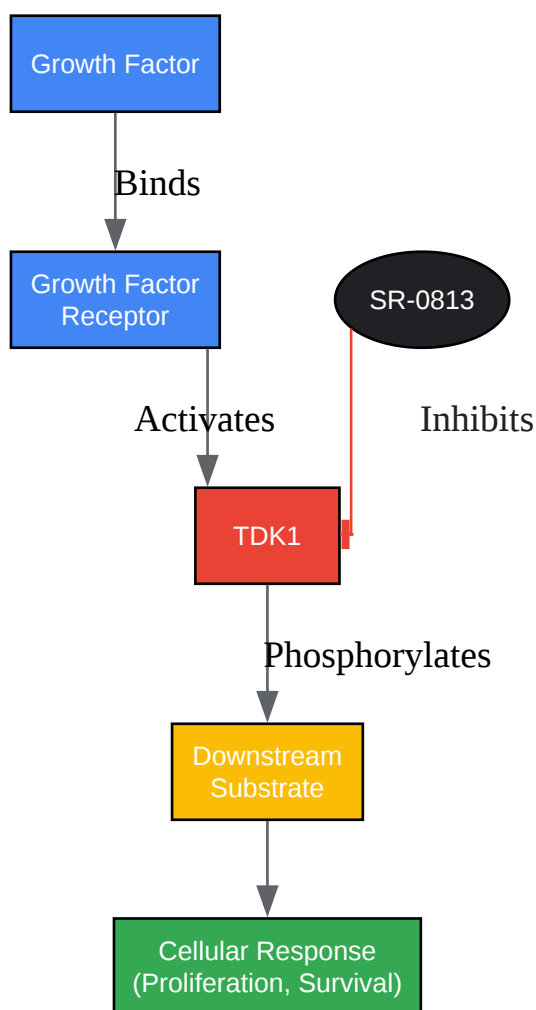 Growth Factor
Binds
Growth Factor
Receptor
SR-0813
Activates
Inhibits
TDK1
Phosphorylates
Downstream
Substrate
Cellular Response
(Proliferation, Survival)